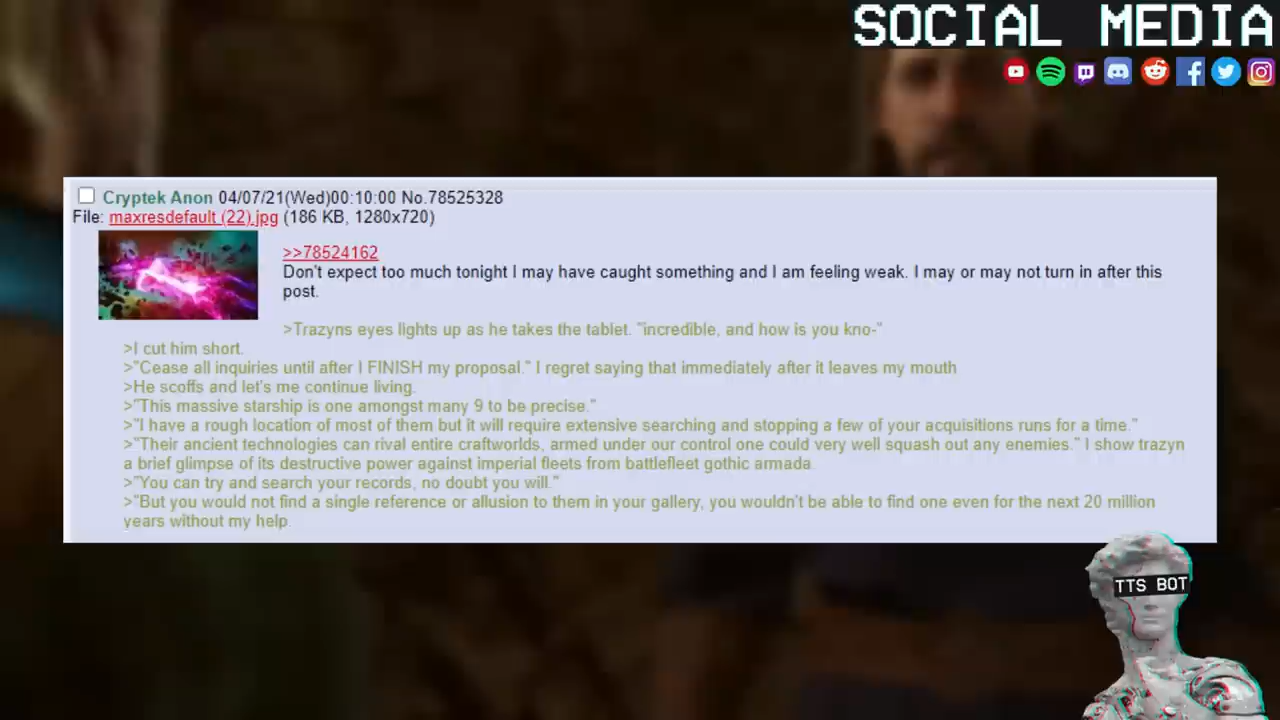 SOCIAL MEDIA
Cryptek Anon 04/07/21(Wed)00:10:00 No.78525328
File: maxresdefault (22).jpg (186 KB, 1280x720)
>>78524162
Don't expect too much tonight I may have caught something and I am feeling weak. I may or may not turn in after this
post.
>Trazyns eyes lights up as he takes the tablet. "incredible, and how is you kno-"
>I cut him short.
>"Cease all inquiries until after I FINISH my proposal." I regret saying that immediately after it leaves my mouth
>He scoffs and let's me continue living.
>"This massive starship is one amongst many 9 to be precise."
>"I have a rough location of most of them but it will require extensive searching and stopping a few of your acquisitions runs for a time."
>"Their ancient technologies can rival entire craftworlds, armed under our control one could very well squash out any enemies." I show trazyn
a brief glimpse of its destructive power against imperial fleets from battlefleet gothic armada.
>"You can try and search your records, no doubt you will."
>"But you would not find a single reference or allusion to them in your gallery, you wouldn't be able to find one even for the next 20 million
years without my help.
TTS BOT